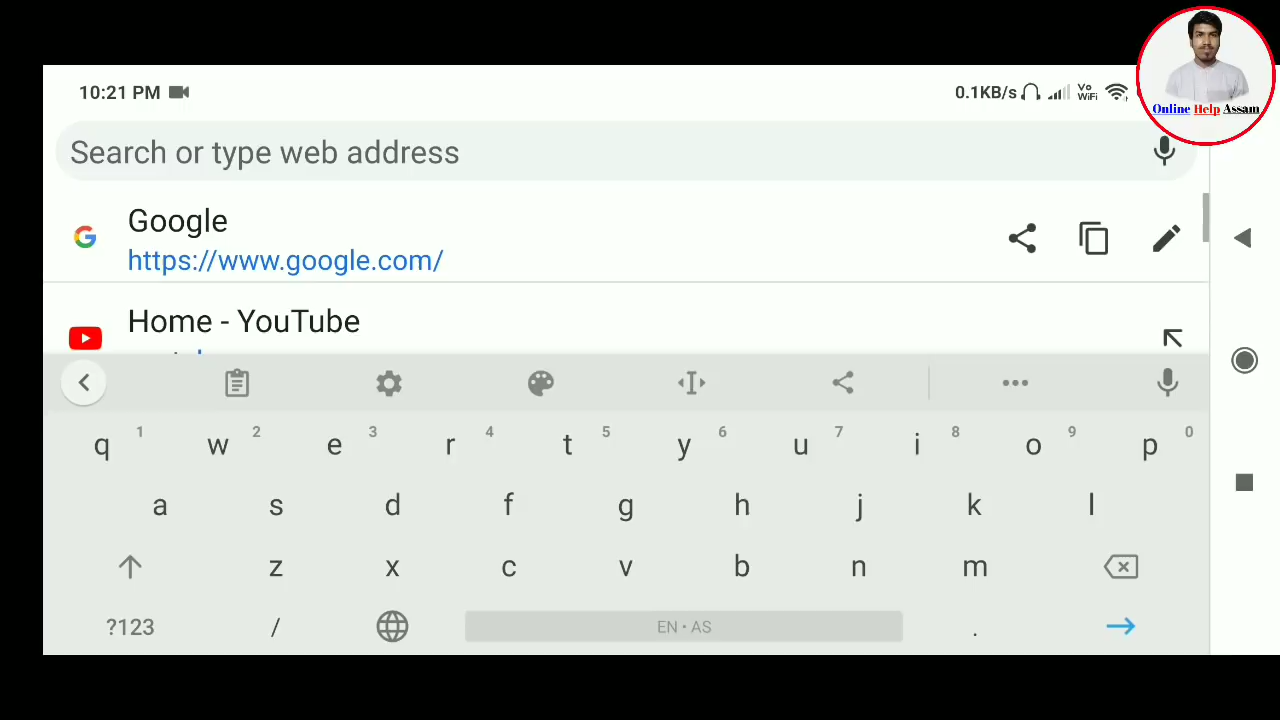 10:21 PM
0.1KB/s
Vo
WiFi
Online Help Assam
Search or type web address
Google
https://www.google.com/
Home - YouTube
1 2 3 4 5 6 7 8 9 0
q w e r t y u i o p
a s d f g h j k l
z x c v b n m
?123 / EN • AS .